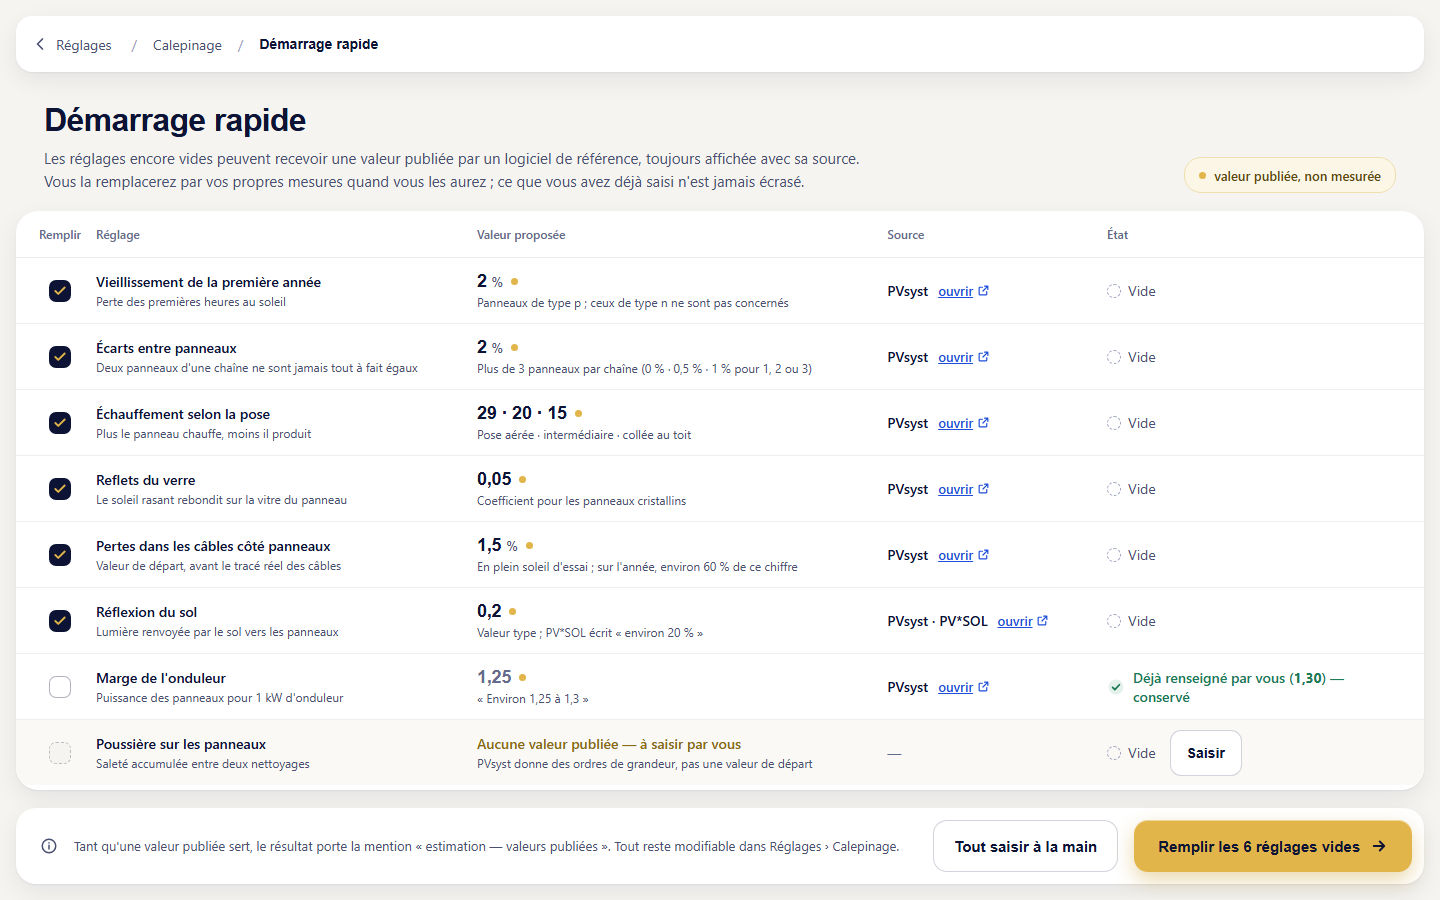 Réglages / Calepinage / Démarrage rapide
Démarrage rapide
Les réglages encore vides peuvent recevoir une valeur publiée par un logiciel de référence, toujours affichée avec sa source.
Vous la remplacerez par vos propres mesures quand vous les aurez ; ce que vous avez déjà saisi n'est jamais écrasé.
valeur publiée, non mesurée
Remplir Réglage Valeur proposée Source État
Vieillissement de la première année 2 %
Perte des premières heures au soleil Panneaux de type p ; ceux de type n ne sont pas concernés
PVsyst ouvrir Vide
Écarts entre panneaux 2 %
Deux panneaux d'une chaîne ne sont jamais tout à fait égaux Plus de 3 panneaux par chaîne (0 % · 0,5 % · 1 % pour 1, 2 ou 3)
PVsyst ouvrir Vide
Échauffement selon la pose 29 · 20 · 15
Plus le panneau chauffe, moins il produit Pose aérée · intermédiaire · collée au toit
PVsyst ouvrir Vide
Reflets du verre 0,05
Le soleil rasant rebondit sur la vitre du panneau Coefficient pour les panneaux cristallins
PVsyst ouvrir Vide
Pertes dans les câbles côté panneaux 1,5 %
Valeur de départ, avant le tracé réel des câbles En plein soleil d'essai ; sur l'année, environ 60 % de ce chiffre
PVsyst ouvrir Vide
Réflexion du sol 0,2
Lumière renvoyée par le sol vers les panneaux Valeur type ; PV*SOL écrit « environ 20 % »
PVsyst · PV*SOL ouvrir Vide
Marge de l'onduleur 1,25
Puissance des panneaux pour 1 kW d'onduleur « Environ 1,25 à 1,3 »
PVsyst ouvrir Déjà renseigné par vous (1,30) —
conservé
Poussière sur les panneaux Aucune valeur publiée — à saisir par vous
Saleté accumulée entre deux nettoyages PVsyst donne des ordres de grandeur, pas une valeur de départ
— Vide Saisir
Tant qu'une valeur publiée sert, le résultat porte la mention « estimation — valeurs publiées ». Tout reste modifiable dans Réglages › Calepinage.
Tout saisir à la main
Remplir les 6 réglages vides →